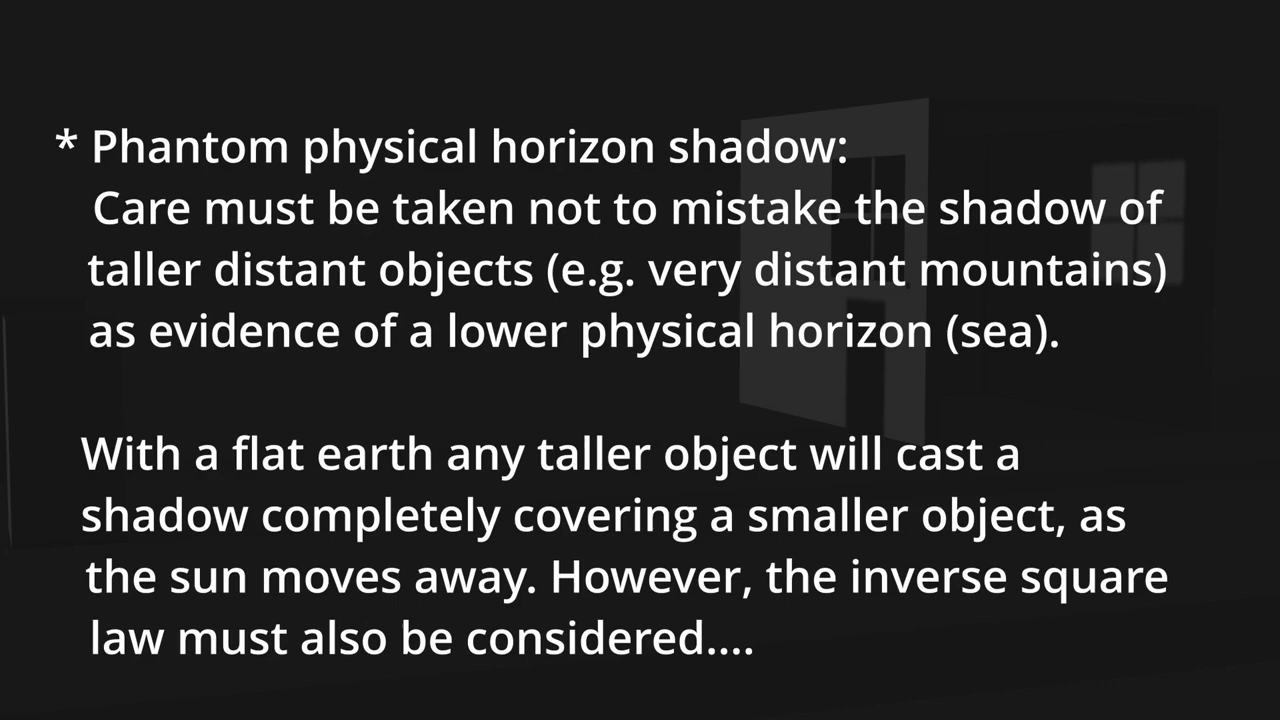 * Phantom physical horizon shadow:
Care must be taken not to mistake the shadow of
taller distant objects (e.g. very distant mountains)
as evidence of a lower physical horizon (sea).
With a flat earth any taller object will cast a
shadow completely covering a smaller object, as
the sun moves away. However, the inverse square
law must also be considered....